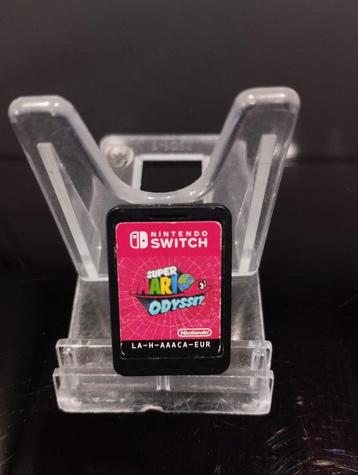 NINTENDO
SWITCH
SUPER
MARIO
ODYSSEY
Nintendo
LA-H-AAACA-EUR